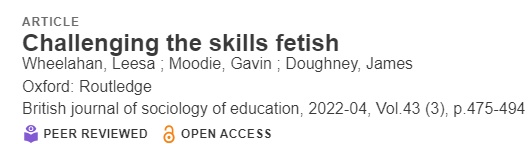 ARTICLE
Challenging the skills fetish
Wheelahan, Leesa ; Moodie, Gavin ; Doughney, James
Oxford: Routledge
British journal of sociology of education, 2022-04, Vol.43 (3), p.475-494
PEER REVIEWED OPEN ACCESS